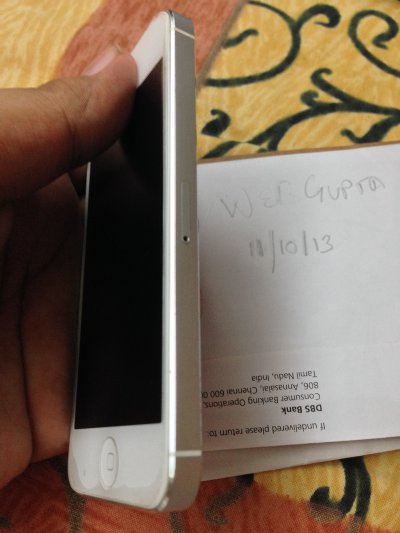 Gupta
11/10/13
If undelivered please return to:
DBS Bank
Consumer Banking Operations,
806, Annasalai, Chennai 600
Tamil Nadu, India